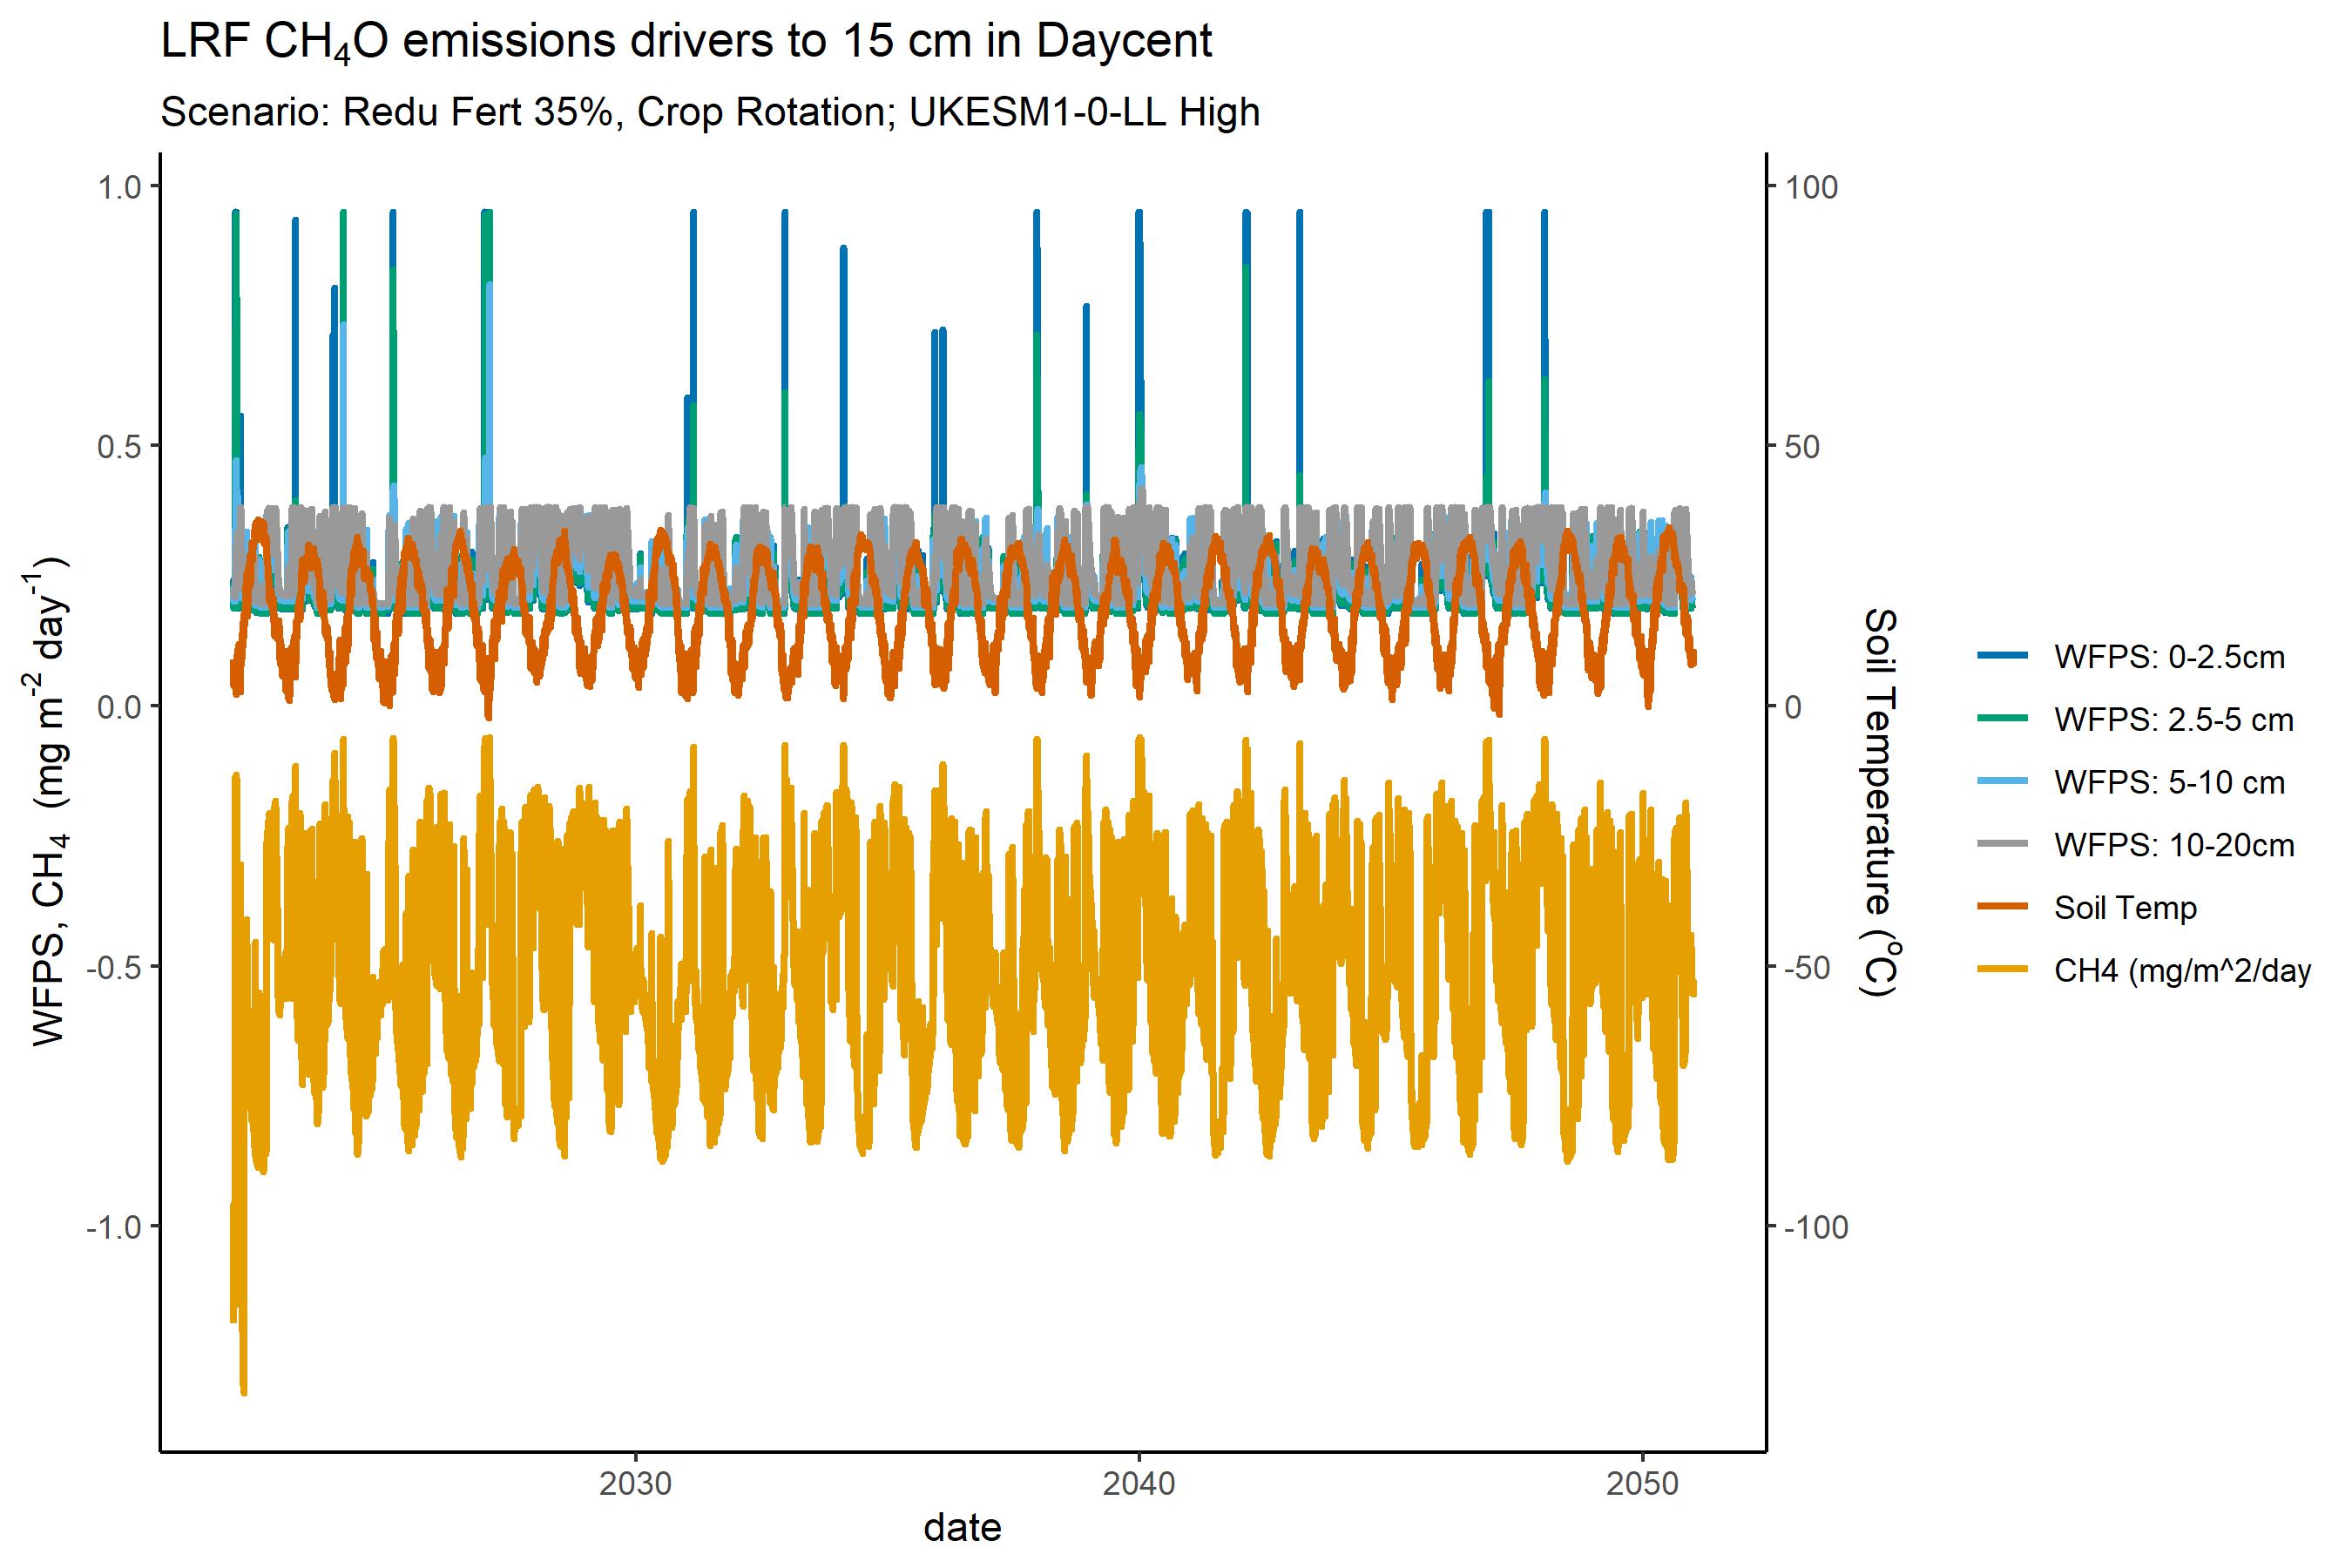 LRF CH₄O emissions drivers to 15 cm in Daycent
Scenario: Redu Fert 35%, Crop Rotation; UKESM1-0-LL High
WFPS, CH₄ (mg m⁻² day⁻¹)
1.0
0.5
0.0
-0.5
-1.0
100
50
0
-50
-100
Soil Temperature (⁰C)
2030
2040
2050
date
WFPS: 0-2.5cm
WFPS: 2.5-5 cm
WFPS: 5-10 cm
WFPS: 10-20cm
Soil Temp
CH4 (mg/m^2/day